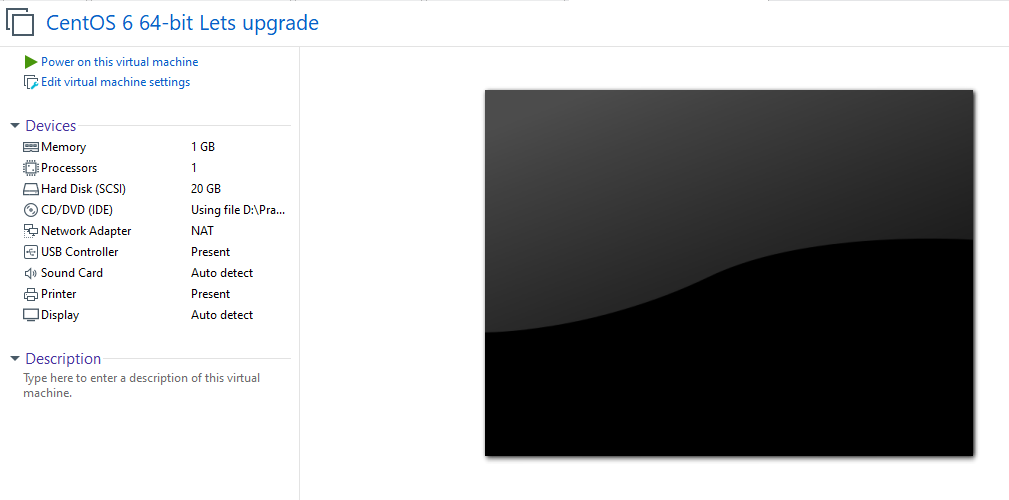 CentOS 6 64-bit Lets upgrade
Power on this virtual machine
Edit virtual machine settings
Devices
Memory 1 GB
Processors 1
Hard Disk (SCSI) 20 GB
CD/DVD (IDE) Using file D:\Pra...
Network Adapter NAT
USB Controller Present
Sound Card Auto detect
Printer Present
Display Auto detect
Description
Type here to enter a description of this virtual
machine.